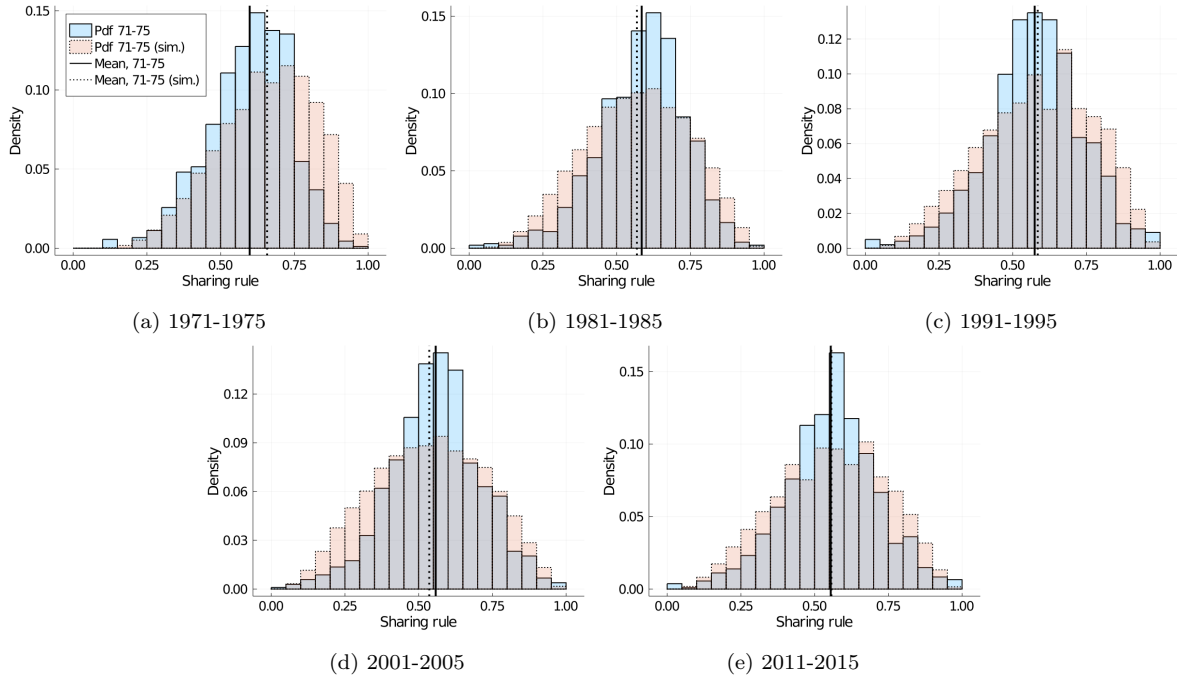 Pdf 71-75
Pdf 71-75 (sim.)
Mean, 71-75
Mean, 71-75 (sim.)
Density
0.15
0.10
0.05
0.00
0.00 0.25 0.50 0.75 1.00
Sharing rule
(a) 1971-1975
Density
0.15
0.10
0.05
0.00
0.00 0.25 0.50 0.75 1.00
Sharing rule
(b) 1981-1985
Density
0.12
0.08
0.04
0.00
0.00 0.25 0.50 0.75 1.00
Sharing rule
(c) 1991-1995
Density
0.12
0.09
0.06
0.03
0.00
0.00 0.25 0.50 0.75 1.00
Sharing rule
(d) 2001-2005
Density
0.15
0.10
0.05
0.00
0.00 0.25 0.50 0.75 1.00
Sharing rule
(e) 2011-2015